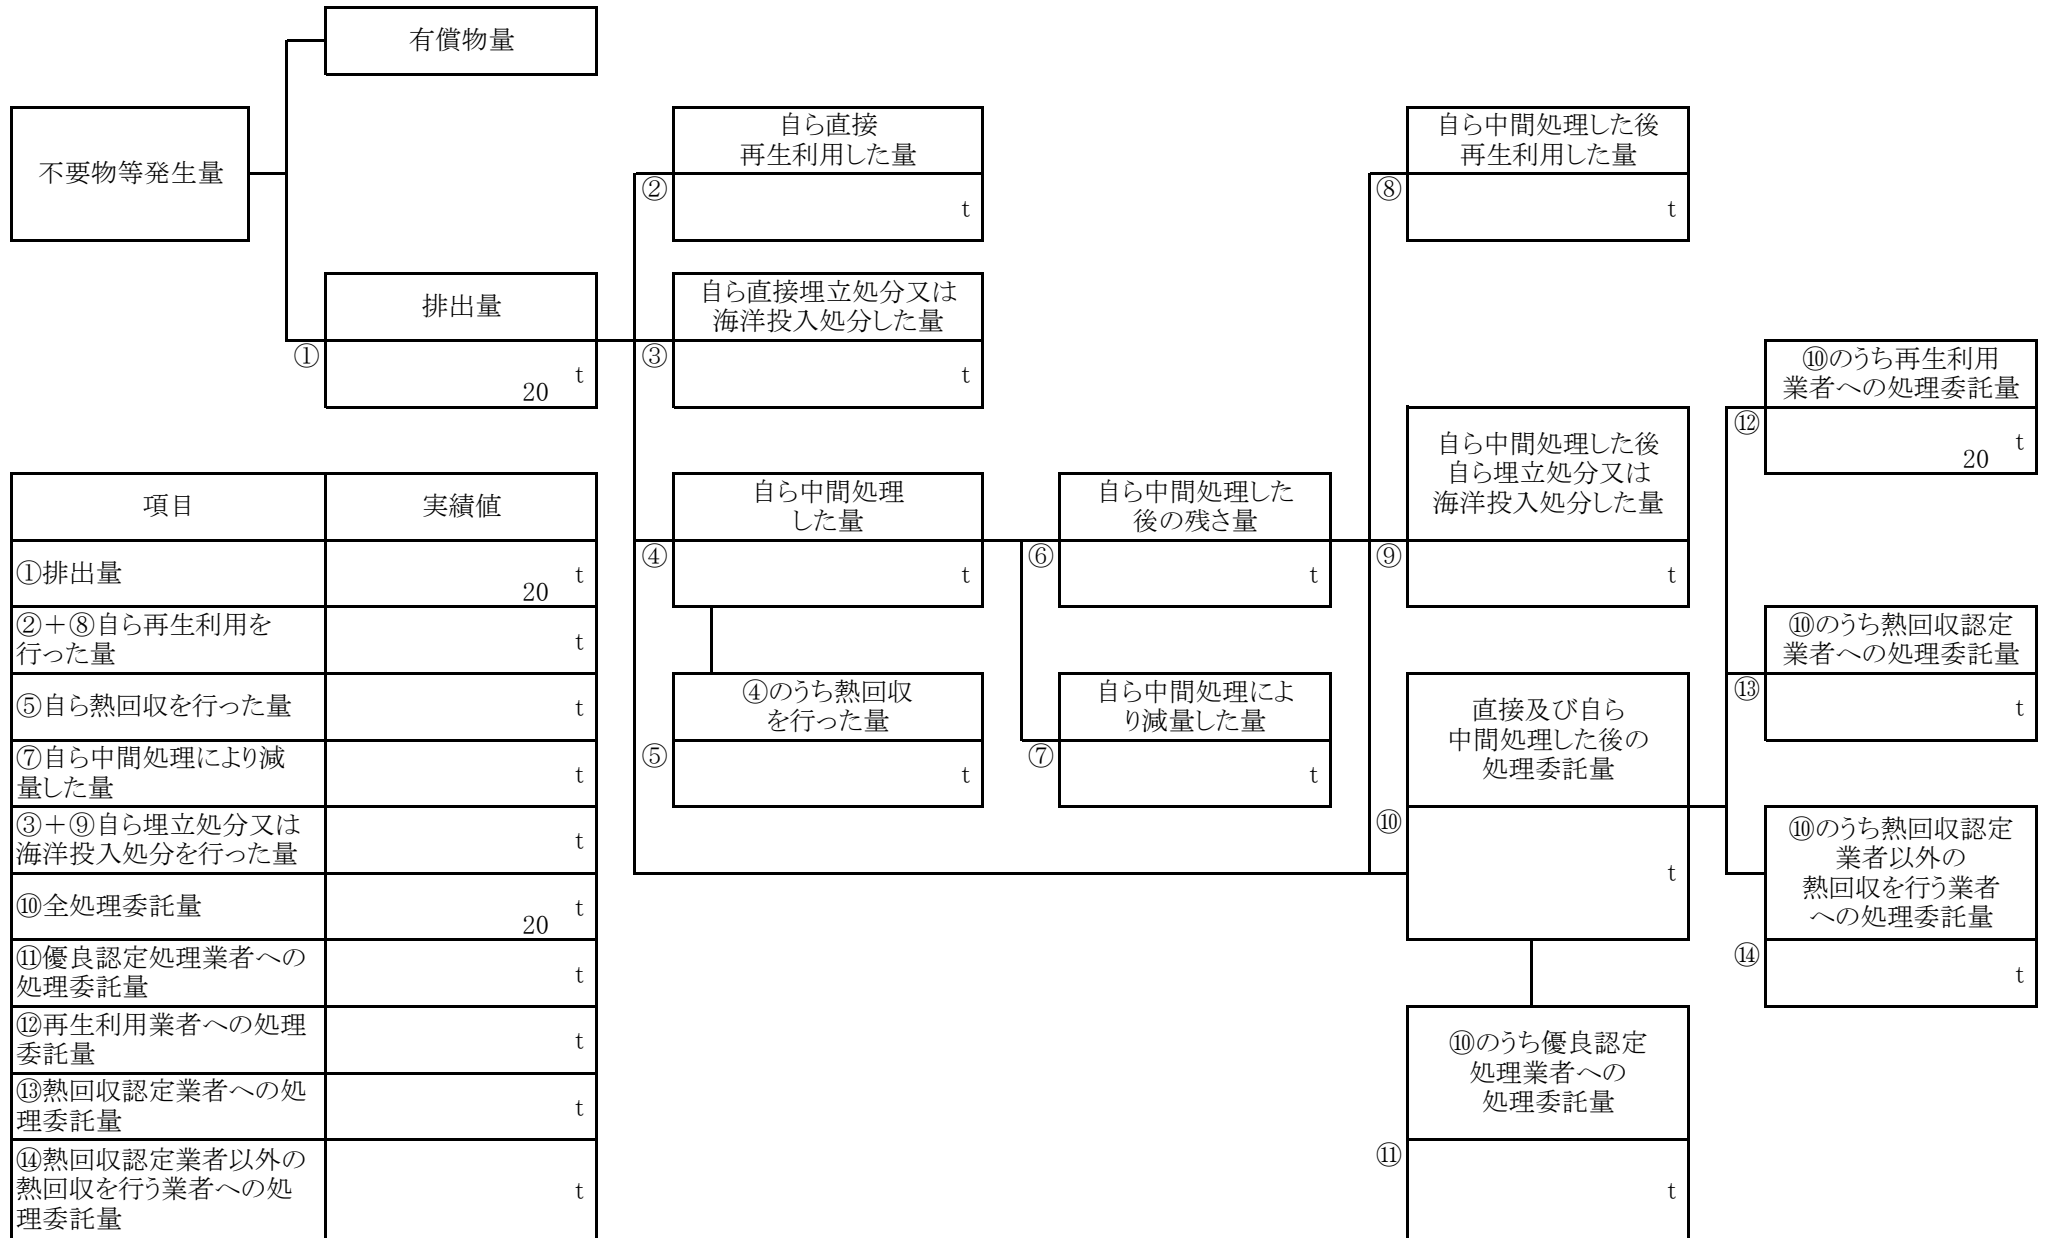 有償物量
不要物等発生量
排出量
①
20 t
自ら直接
再生利用した量
②
t
自ら直接埋立処分又は
海洋投入処分した量
③
t
自ら中間処理
した量
④
t
④のうち熱回収
を行った量
⑤
t
自ら中間処理した
後の残さ量
⑥
t
自ら中間処理によ
り減量した量
⑦
t
自ら中間処理した後
再生利用した量
⑧
t
自ら中間処理した後
自ら埋立処分又は
海洋投入処分した量
⑨
t
直接及び自ら
中間処理した後の
処理委託量
⑩
t
⑩のうち優良認定
処理業者への
処理委託量
⑪
t
⑩のうち再生利用
業者への処理委託量
⑫
20 t
⑩のうち熱回収認定
業者への処理委託量
⑬
t
⑩のうち熱回収認定
業者以外の
熱回収を行う業者
への処理委託量
⑭
t
項目 実績値
①排出量 20 t
②+⑧自ら再生利用を
行った量 t
⑤自ら熱回収を行った量 t
⑦自ら中間処理により減
量した量 t
③+⑨自ら埋立処分又は
海洋投入処分を行った量 t
⑩全処理委託量 20 t
⑪優良認定処理業者への
処理委託量 t
⑫再生利用業者への処理
委託量 t
⑬熱回収認定業者への処
理委託量 t
⑭熱回収認定業者以外の
熱回収を行う業者への処
理委託量 t